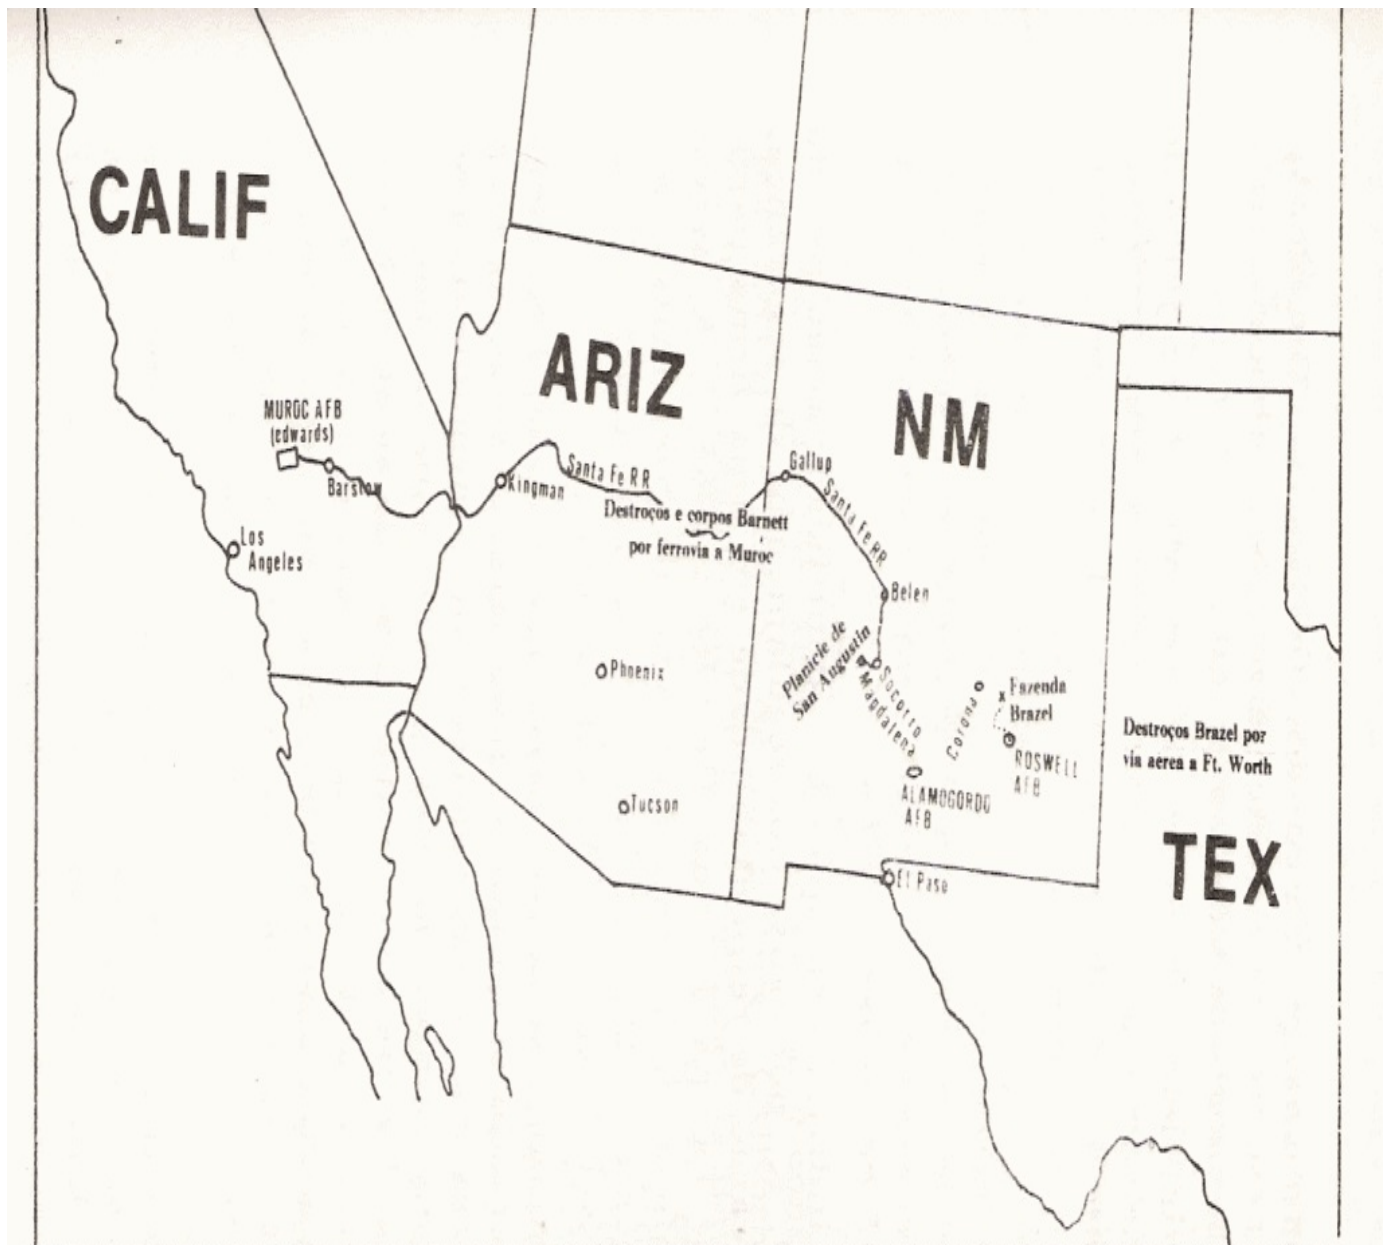 CALIF
ARIZ
NM
MUROC AFB
(edwards)
Barstow
Kingman
Santa Fe R R
Gallup
Santa Fe RR
Destroços e corpos Barnett
por ferrovia a Muroc
Los
Angeles
Belen
Planicie de
San Augustin
Socorro
Magdalena
Phoenix
Corona
Fazenda
Brazel
ROSWELL
AFB
Destroços Brazel por
via aérea a Ft. Worth
ALAMOGORDO
AFB
Tucson
TEX
El Paso